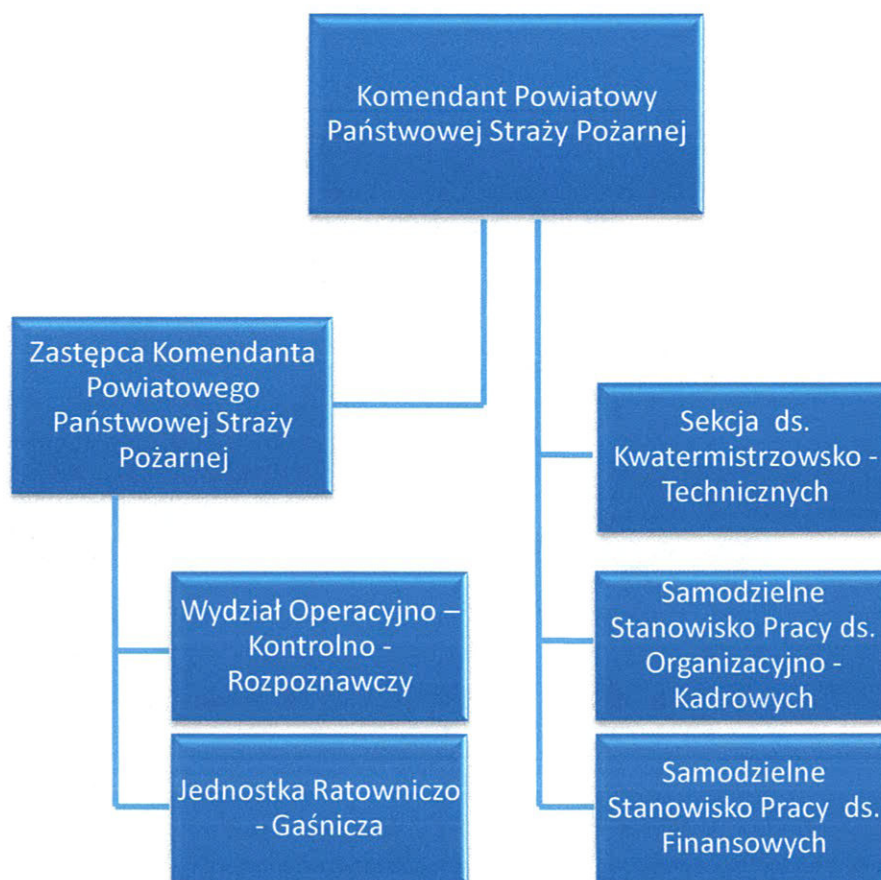 Komendant Powiatowy
Państwowej Straży Pożarnej
Zastępca Komendanta
Powiatowego
Państwowej Straży
Pożarnej
Wydział Operacyjno –
Kontrolno -
Rozpoznawczy
Jednostka Ratowniczo
- Gaśnicza
Sekcja ds.
Kwatermistrzowsko -
Technicznych
Samodzielne
Stanowisko Pracy ds.
Organizacyjno -
Kadrowych
Samodzielne
Stanowisko Pracy ds.
Finansowych